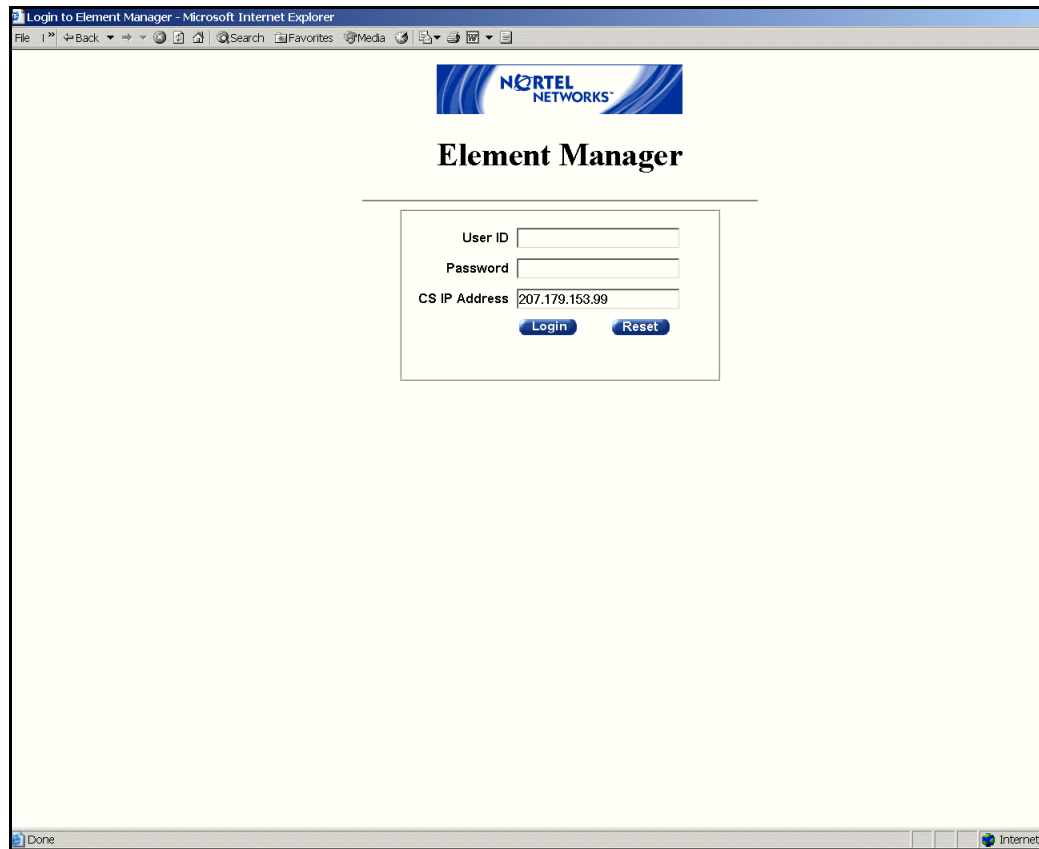 Login to Element Manager - Microsoft Internet Explorer
File Back Search Favorites Media
NORTEL
NETWORKS™
Element Manager
User ID
Password
CS IP Address 207.179.153.99
Login Reset
Done Internet